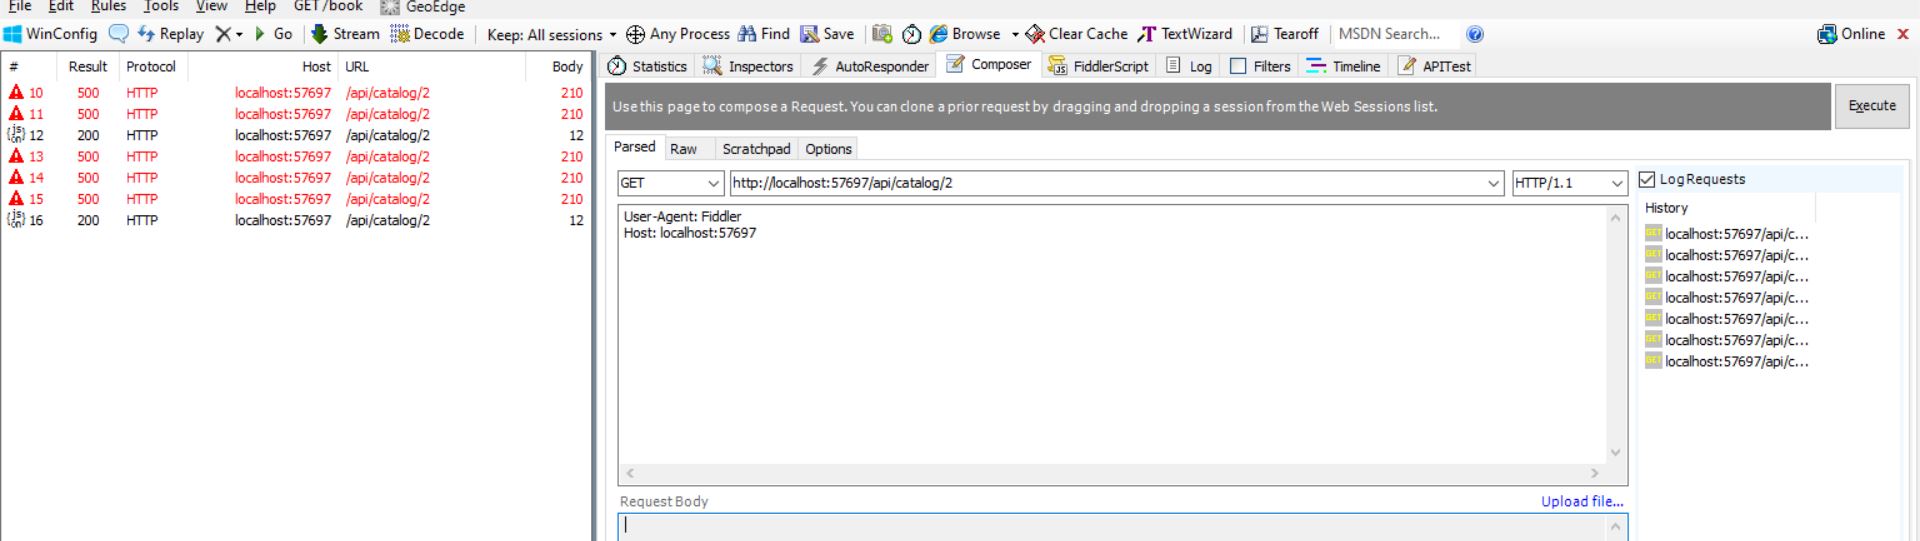 File Edit Rules Tools View Help GET /book GeoEdge
WinConfig Replay Go Stream Decode Keep: All sessions Any Process Find Save Browse Clear Cache TextWizard Tearoff MSDN Search... Online
# Result Protocol Host URL Body
10 500 HTTP localhost:57697 /api/catalog/2 210
11 500 HTTP localhost:57697 /api/catalog/2 210
12 200 HTTP localhost:57697 /api/catalog/2 12
13 500 HTTP localhost:57697 /api/catalog/2 210
14 500 HTTP localhost:57697 /api/catalog/2 210
15 500 HTTP localhost:57697 /api/catalog/2 210
16 200 HTTP localhost:57697 /api/catalog/2 12
Statistics Inspectors AutoResponder Composer FiddlerScript Log Filters Timeline APITest
Use this page to compose a Request. You can clone a prior request by dragging and dropping a session from the Web Sessions list.
Execute
Parsed Raw Scratchpad Options
GET http://localhost:57697/api/catalog/2 HTTP/1.1
User-Agent: Fiddler
Host: localhost:57697
Request Body Upload file...
Log Requests
History
GET localhost:57697/api/c...
GET localhost:57697/api/c...
GET localhost:57697/api/c...
GET localhost:57697/api/c...
GET localhost:57697/api/c...
GET localhost:57697/api/c...
GET localhost:57697/api/c...